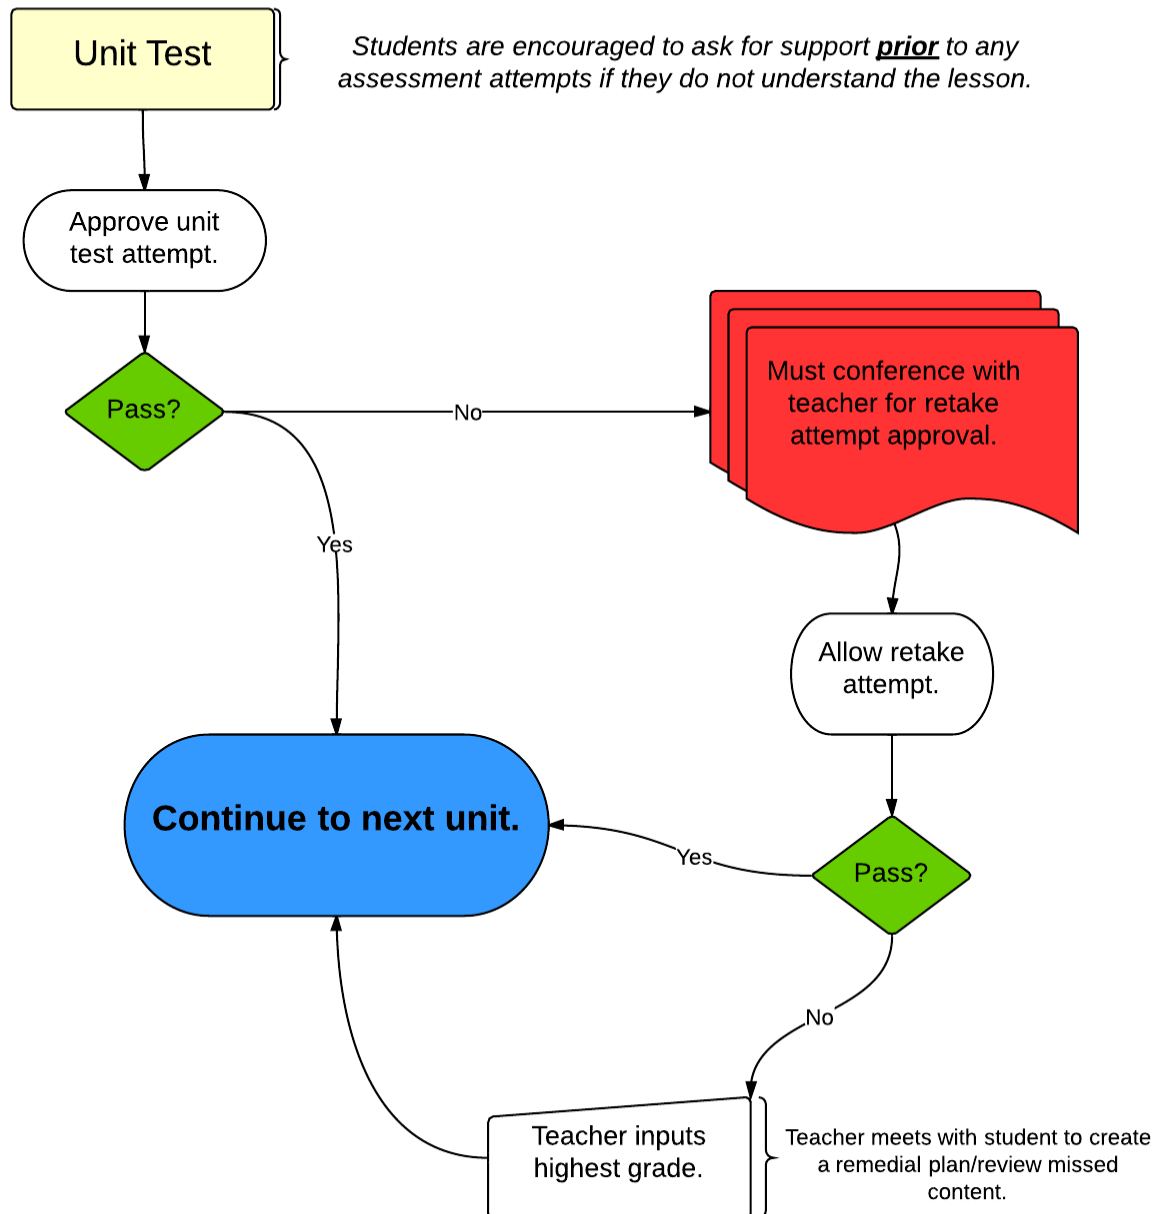 Unit Test
Students are encouraged to ask for support prior to any
assessment attempts if they do not understand the lesson.
Approve unit
test attempt.
Pass?
No
Must conference with
teacher for retake
attempt approval.
Yes
Allow retake
attempt.
Continue to next unit.
Yes
Pass?
No
Teacher inputs
highest grade.
Teacher meets with student to create
a remedial plan/review missed
content.